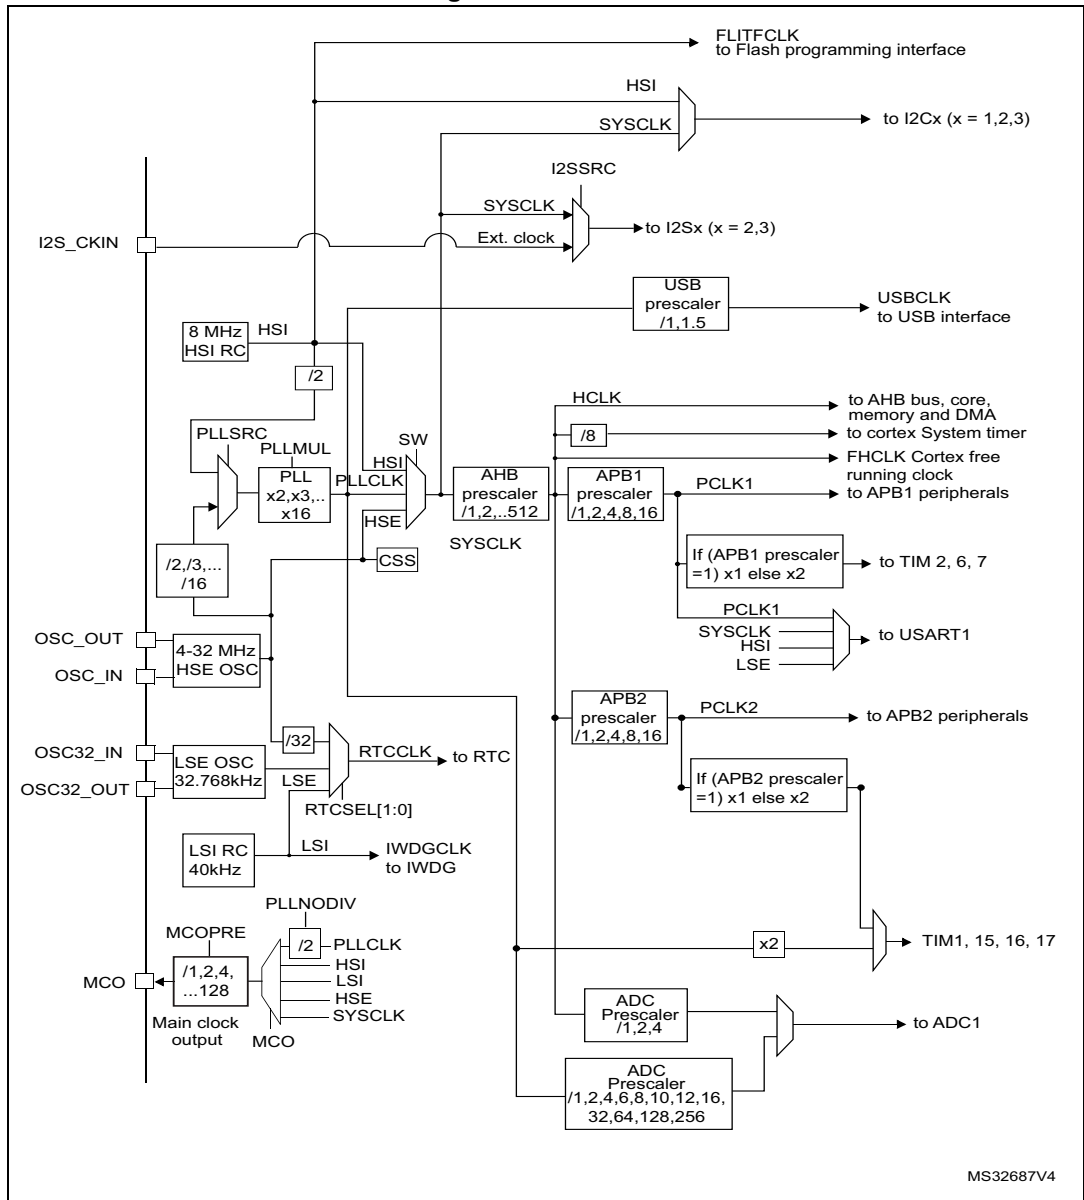 FLITFCLK
to Flash programming interface
HSI
SYSCLK
to I2Cx (x = 1,2,3)
I2SSRC
SYSCLK
to I2Sx (x = 2,3)
I2S_CKIN
Ext. clock
USB
prescaler
/1,1.5
USBCLK
to USB interface
8 MHz
HSI RC
HSI
/2
HCLK
to AHB bus, core,
memory and DMA
/8
to cortex System timer
FHCLK Cortex free
running clock
PLLSRC
PLLMUL
PLL
x2,x3,..
x16
SW
HSI
PLLCLK
HSE
AHB
prescaler
/1,2,..512
SYSCLK
APB1
prescaler
/1,2,4,8,16
PCLK1
to APB1 peripherals
/2,/3,...
/16
CSS
If (APB1 prescaler
=1) x1 else x2
to TIM 2, 6, 7
PCLK1
SYSCLK
HSI
LSE
to USART1
OSC_OUT
OSC_IN
4-32 MHz
HSE OSC
APB2
prescaler
/1,2,4,8,16
PCLK2
to APB2 peripherals
/32
OSC32_IN
OSC32_OUT
LSE OSC
32.768kHz
LSE
RTCCLK
to RTC
RTCSEL[1:0]
If (APB2 prescaler
=1) x1 else x2
LSI RC
40kHz
LSI
IWDGCLK
to IWDG
PLLNODIV
MCOPRE
/2
PLLCLK
HSI
LSI
HSE
SYSCLK
MCO
/1,2,4,
...128
Main clock
output
MCO
x2
TIM1, 15, 16, 17
ADC
Prescaler
/1,2,4
to ADC1
ADC
Prescaler
/1,2,4,6,8,10,12,16,
32,64,128,256
MS32687V4